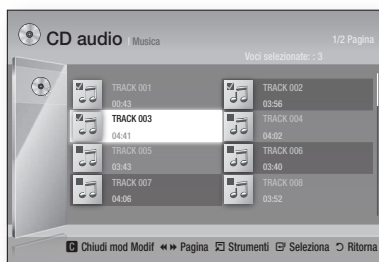 CD audio | Musica
1/2 Pagina
Voci selezionate: : 3
TRACK 001
00:43
TRACK 002
03:56
TRACK 003
04:41
TRACK 004
04:02
TRACK 005
03:43
TRACK 006
03:40
TRACK 007
04:06
TRACK 008
03:52
C Chiudi mod Modif Pagina Strumenti Seleziona Ritorna